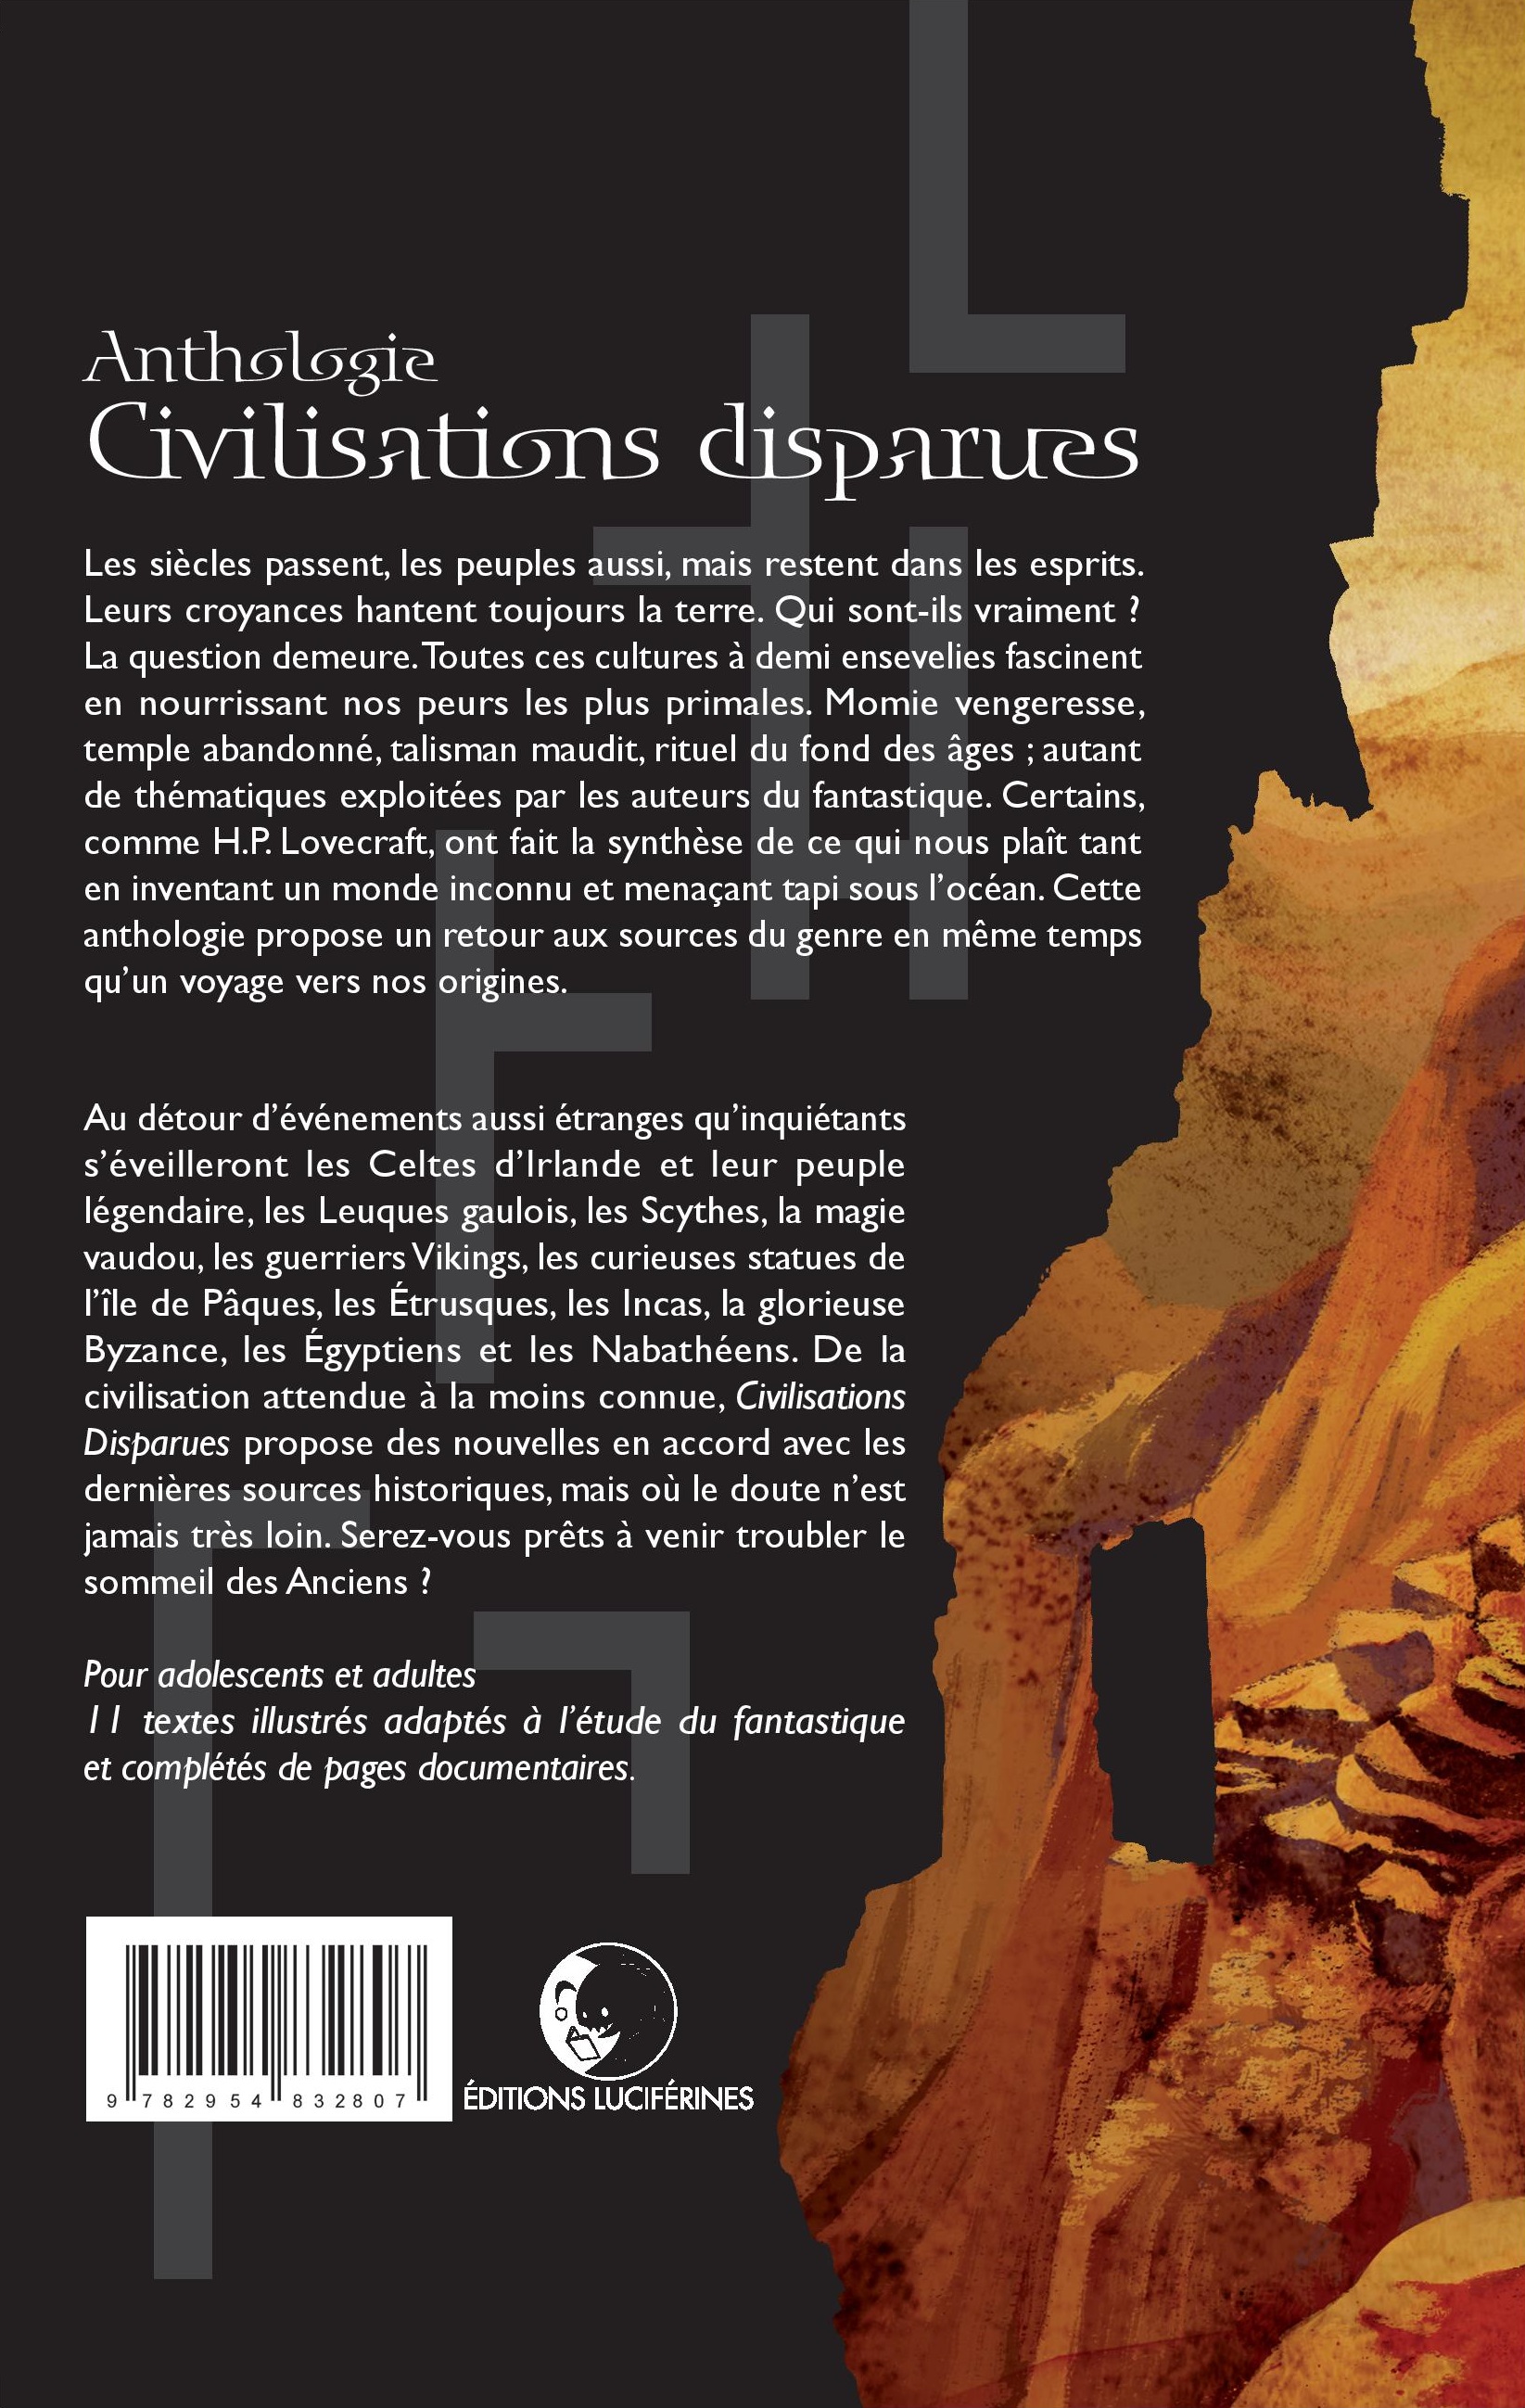 Anthologie
Civilisations disparues
Les siècles passent, les peuples aussi, mais restent dans les esprits.
Leurs croyances hantent toujours la terre. Qui sont-ils vraiment ?
La question demeure. Toutes ces cultures à demi ensevelies fascinent
en nourrissant nos peurs les plus primales. Momie vengeresse,
temple abandonné, talisman maudit, rituel du fond des âges ; autant
de thématiques exploitées par les auteurs du fantastique. Certains,
comme H.P. Lovecraft, ont fait la synthèse de ce qui nous plaît tant
en inventant un monde inconnu et menaçant tapi sous l’océan. Cette
anthologie propose un retour aux sources du genre en même temps
qu’un voyage vers nos origines.
Au détour d’événements aussi étranges qu’inquiétants
s’éveilleront les Celtes d’Irlande et leur peuple
légendaire, les Leuques gaulois, les Scythes, la magie
vaudou, les guerriers Vikings, les curieuses statues de
l’île de Pâques, les Étrusques, les Incas, la glorieuse
Byzance, les Égyptiens et les Nabathéens. De la
civilisation attendue à la moins connue, Civilisations
Disparues propose des nouvelles en accord avec les
dernières sources historiques, mais où le doute n’est
jamais très loin. Serez-vous prêts à venir troubler le
sommeil des Anciens ?
Pour adolescents et adultes
11 textes illustrés adaptés à l’étude du fantastique
et complétés de pages documentaires.
9 782954 832807
ÉDITIONS LUCIFÉRINES